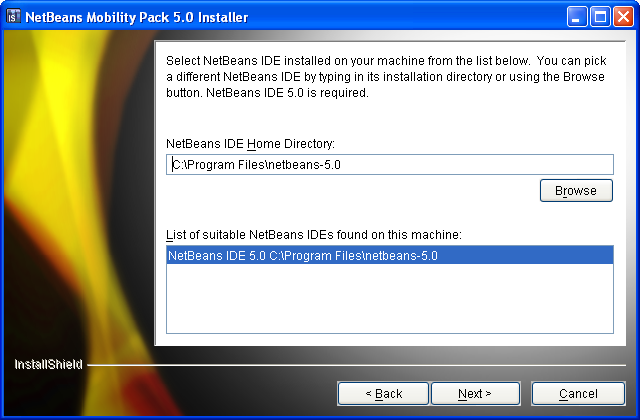 NetBeans Mobility Pack 5.0 Installer
Select NetBeans IDE installed on your machine from the list below. You can pick
a different NetBeans IDE by typing in its installation directory or using the Browse
button. NetBeans IDE 5.0 is required.
NetBeans IDE Home Directory:
C:\Program Files\netbeans-5.0
Browse
List of suitable NetBeans IDEs found on this machine:
NetBeans IDE 5.0 C:\Program Files\netbeans-5.0
InstallShield
< Back
Next >
Cancel